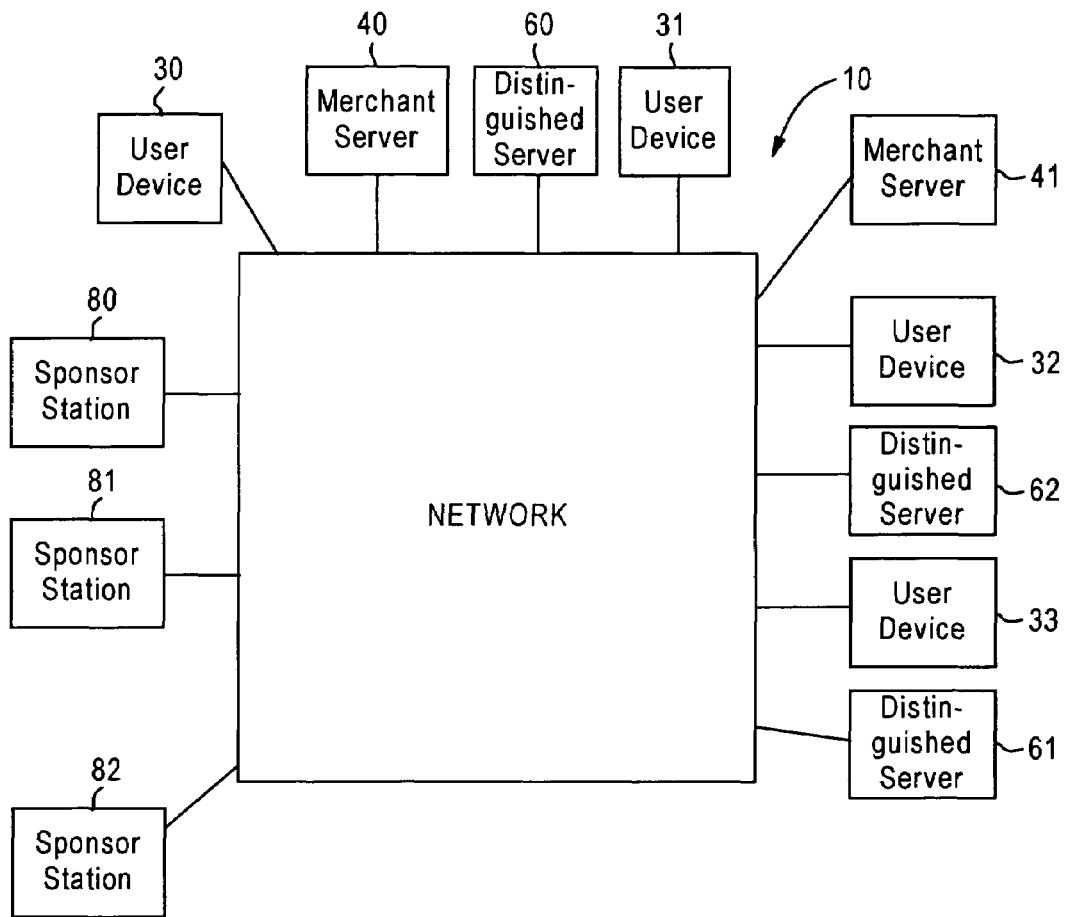 40
60
31
30
10
Merchant
Server
Distin-
guished
Server
User
Device
User
Device
Merchant
Server
41
80
Sponsor
Station
User
Device
32
81
Sponsor
Station
NETWORK
Distin-
guished
Server
62
User
Device
33
82
Sponsor
Station
Distin-
guished
Server
61